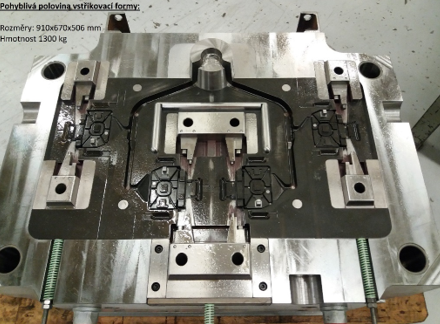 Pohyblivá polovina vstřikovací formy:
Rozměry: 910x670x506 mm
Hmotnost 1300 kg